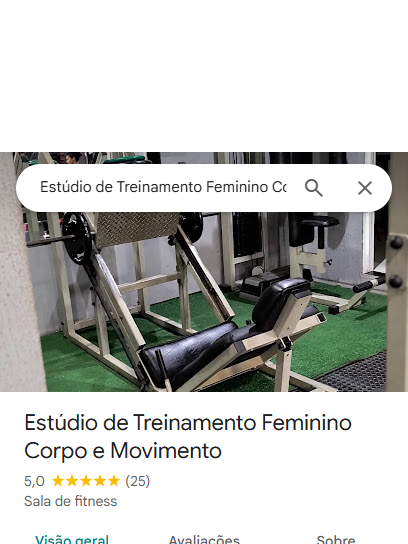 Estúdio de Treinamento Feminino Co
Estúdio de Treinamento Feminino
Corpo e Movimento
5,0 ★★★★★ (25)
Sala de fitness
Visão geral Avaliações Sobre